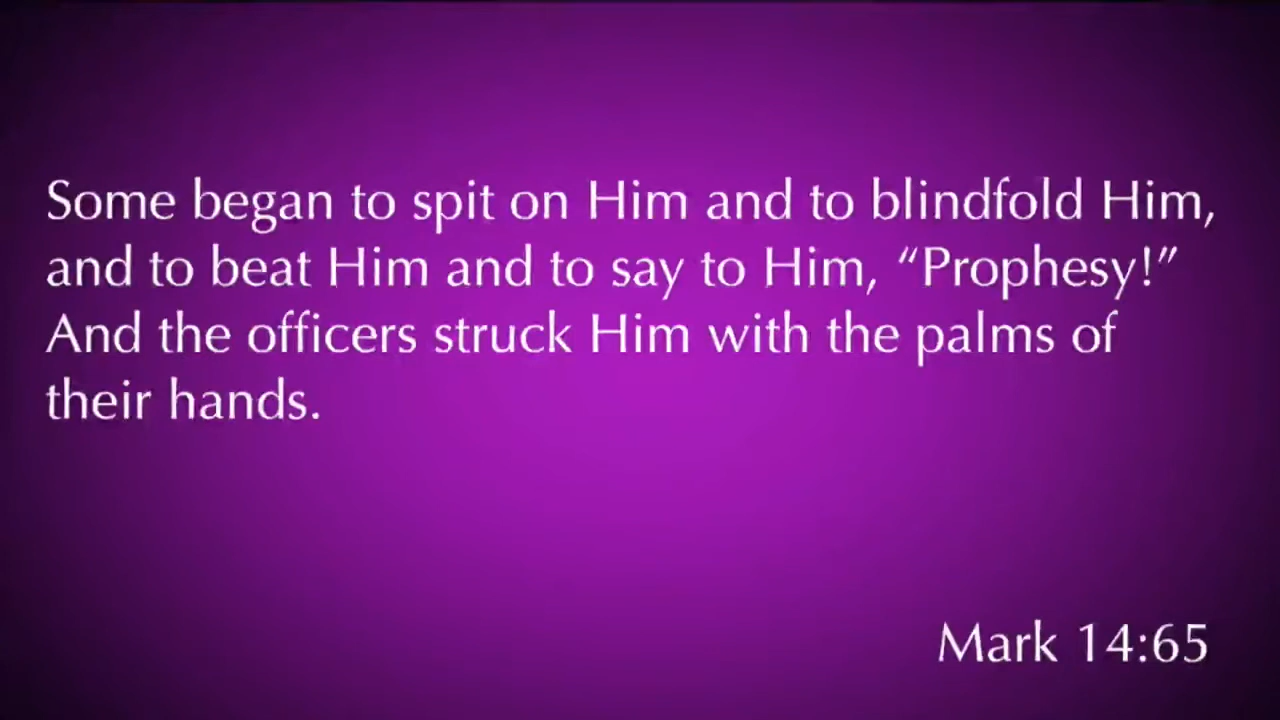 Some began to spit on Him and to blindfold Him,
and to beat Him and to say to Him, “Prophesy!”
And the officers struck Him with the palms of
their hands.
Mark 14:65